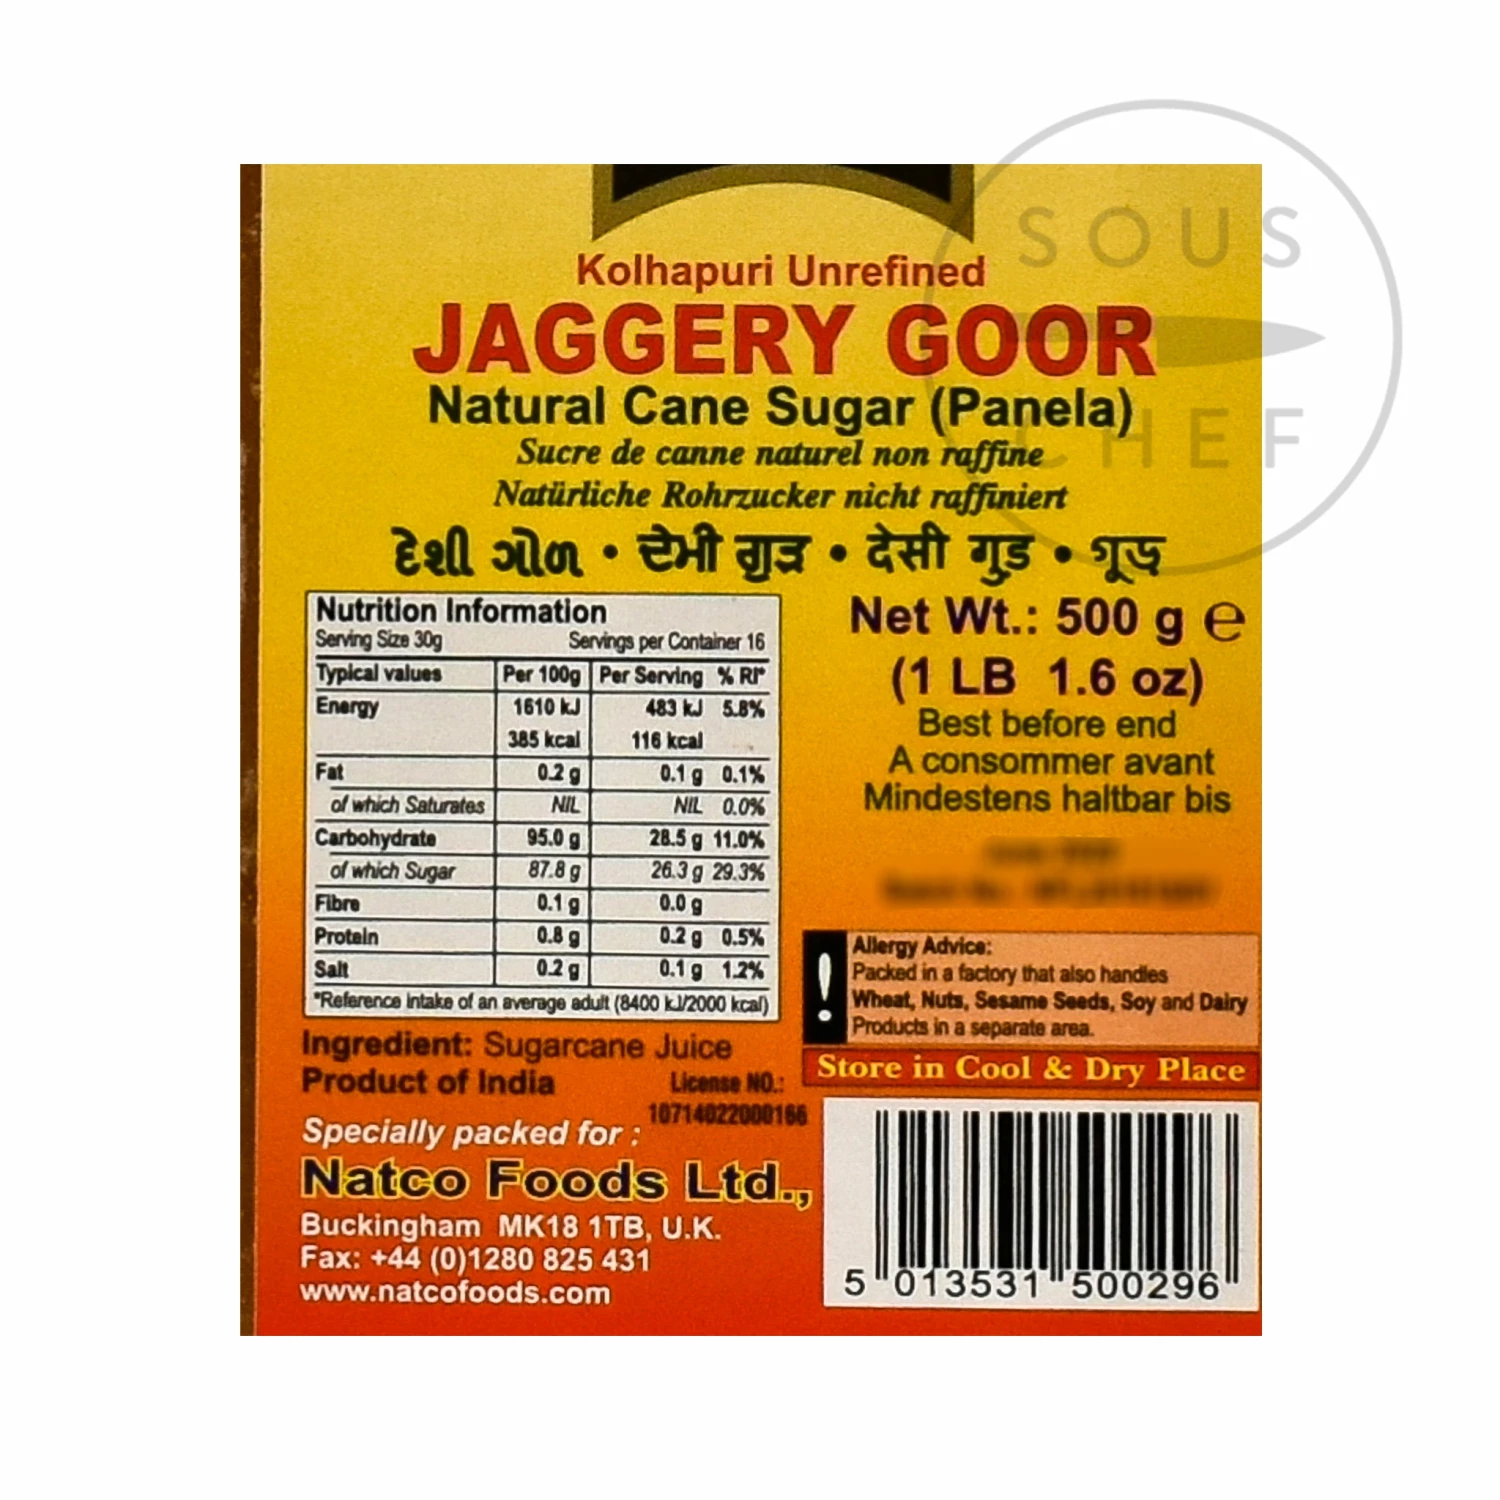 SOUS
CHEF
Kolhapuri Unrefined
JAGGERY GOOR
Natural Cane Sugar (Panela)
Sucre de canne naturel non raffine
Natürliche Rohrzucker nicht raffiniert
દેશી ગોળ • ਦੇਸੀ ਗੁੜ • देसी गुड • গূড়
Nutrition Information
Serving Size 30g Servings per Container 16
Typical values Per 100g Per Serving % RI*
Energy 1610 kJ 483 kJ 5.8%
385 kcal 116 kcal
Fat 0.2 g 0.1 g 0.1%
of which Saturates NIL NIL 0.0%
Carbohydrate 95.0 g 28.5 g 11.0%
of which Sugar 87.8 g 26.3 g 29.3%
Fibre 0.1 g 0.0 g
Protein 0.8 g 0.2 g 0.5%
Salt 0.2 g 0.1 g 1.2%
*Reference intake of an average adult (8400 kJ/2000 kcal)
Net Wt.: 500 g e
(1 LB 1.6 oz)
Best before end
A consommer avant
Mindestens haltbar bis
!
Allergy Advice:
Packed in a factory that also handles
Wheat, Nuts, Sesame Seeds, Soy and Dairy
Products in a separate area.
Store in Cool & Dry Place
Ingredient: Sugarcane Juice
Product of India
License NO.:
10714022000166
Specially packed for :
Natco Foods Ltd.,
Buckingham MK18 1TB, U.K.
Fax: +44 (0)1280 825 431
www.natcofoods.com
5 013531 500296